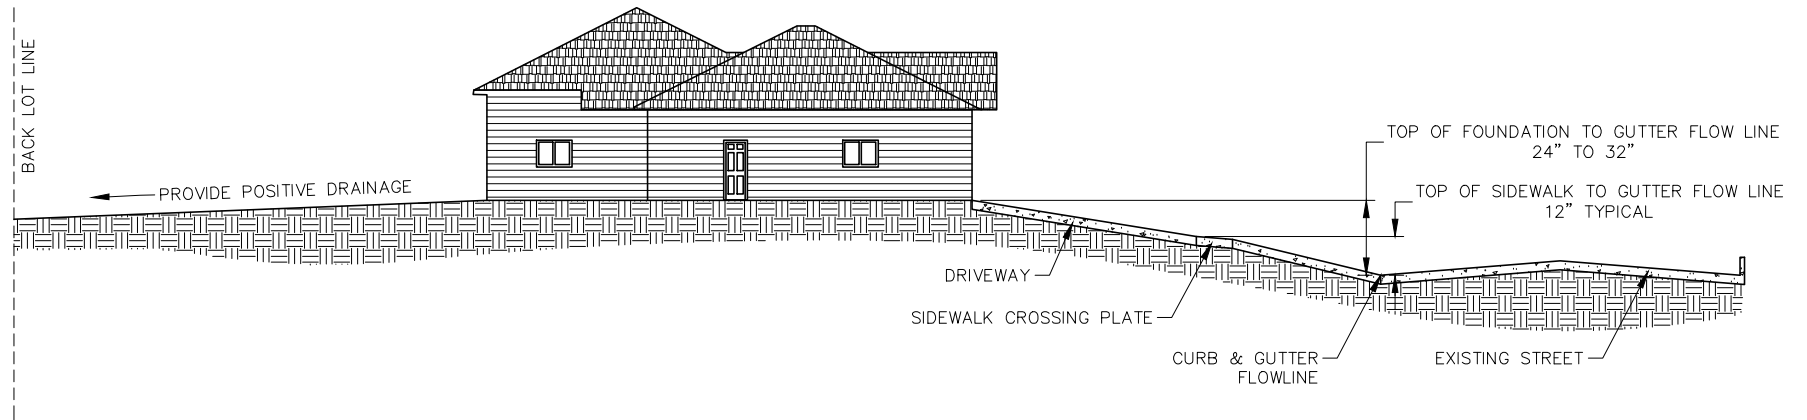 BACK LOT LINE
PROVIDE POSITIVE DRAINAGE
TOP OF FOUNDATION TO GUTTER FLOW LINE
24” TO 32”
TOP OF SIDEWALK TO GUTTER FLOW LINE
12” TYPICAL
DRIVEWAY
SIDEWALK CROSSING PLATE
CURB & GUTTER
FLOWLINE
EXISTING STREET